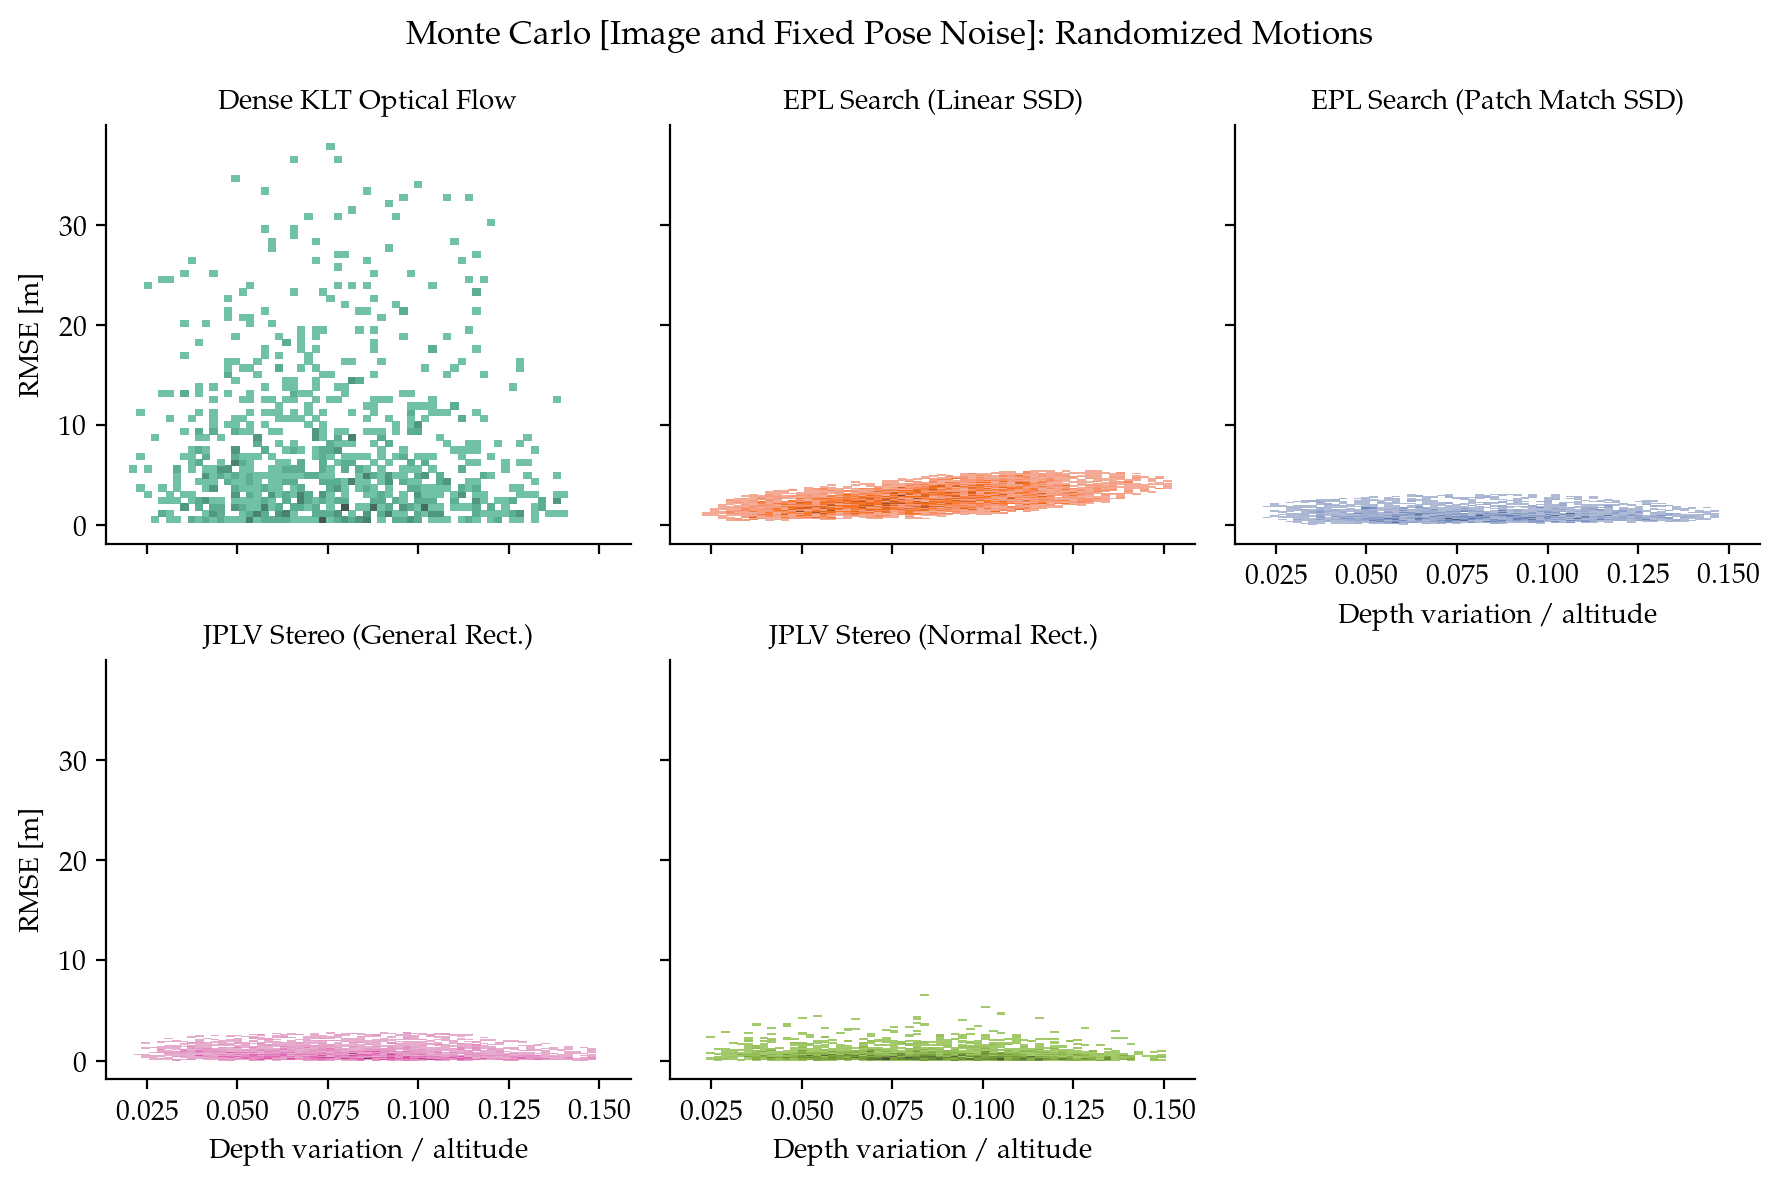 Monte Carlo [Image and Fixed Pose Noise]: Randomized Motions
Dense KLT Optical Flow
EPL Search (Linear SSD)
EPL Search (Patch Match SSD)
RMSE [m]
30
20
10
0
0.025 0.050 0.075 0.100 0.125 0.150
Depth variation / altitude
JPLV Stereo (General Rect.)
JPLV Stereo (Normal Rect.)
RMSE [m]
30
20
10
0
0.025 0.050 0.075 0.100 0.125 0.150
Depth variation / altitude
0.025 0.050 0.075 0.100 0.125 0.150
Depth variation / altitude